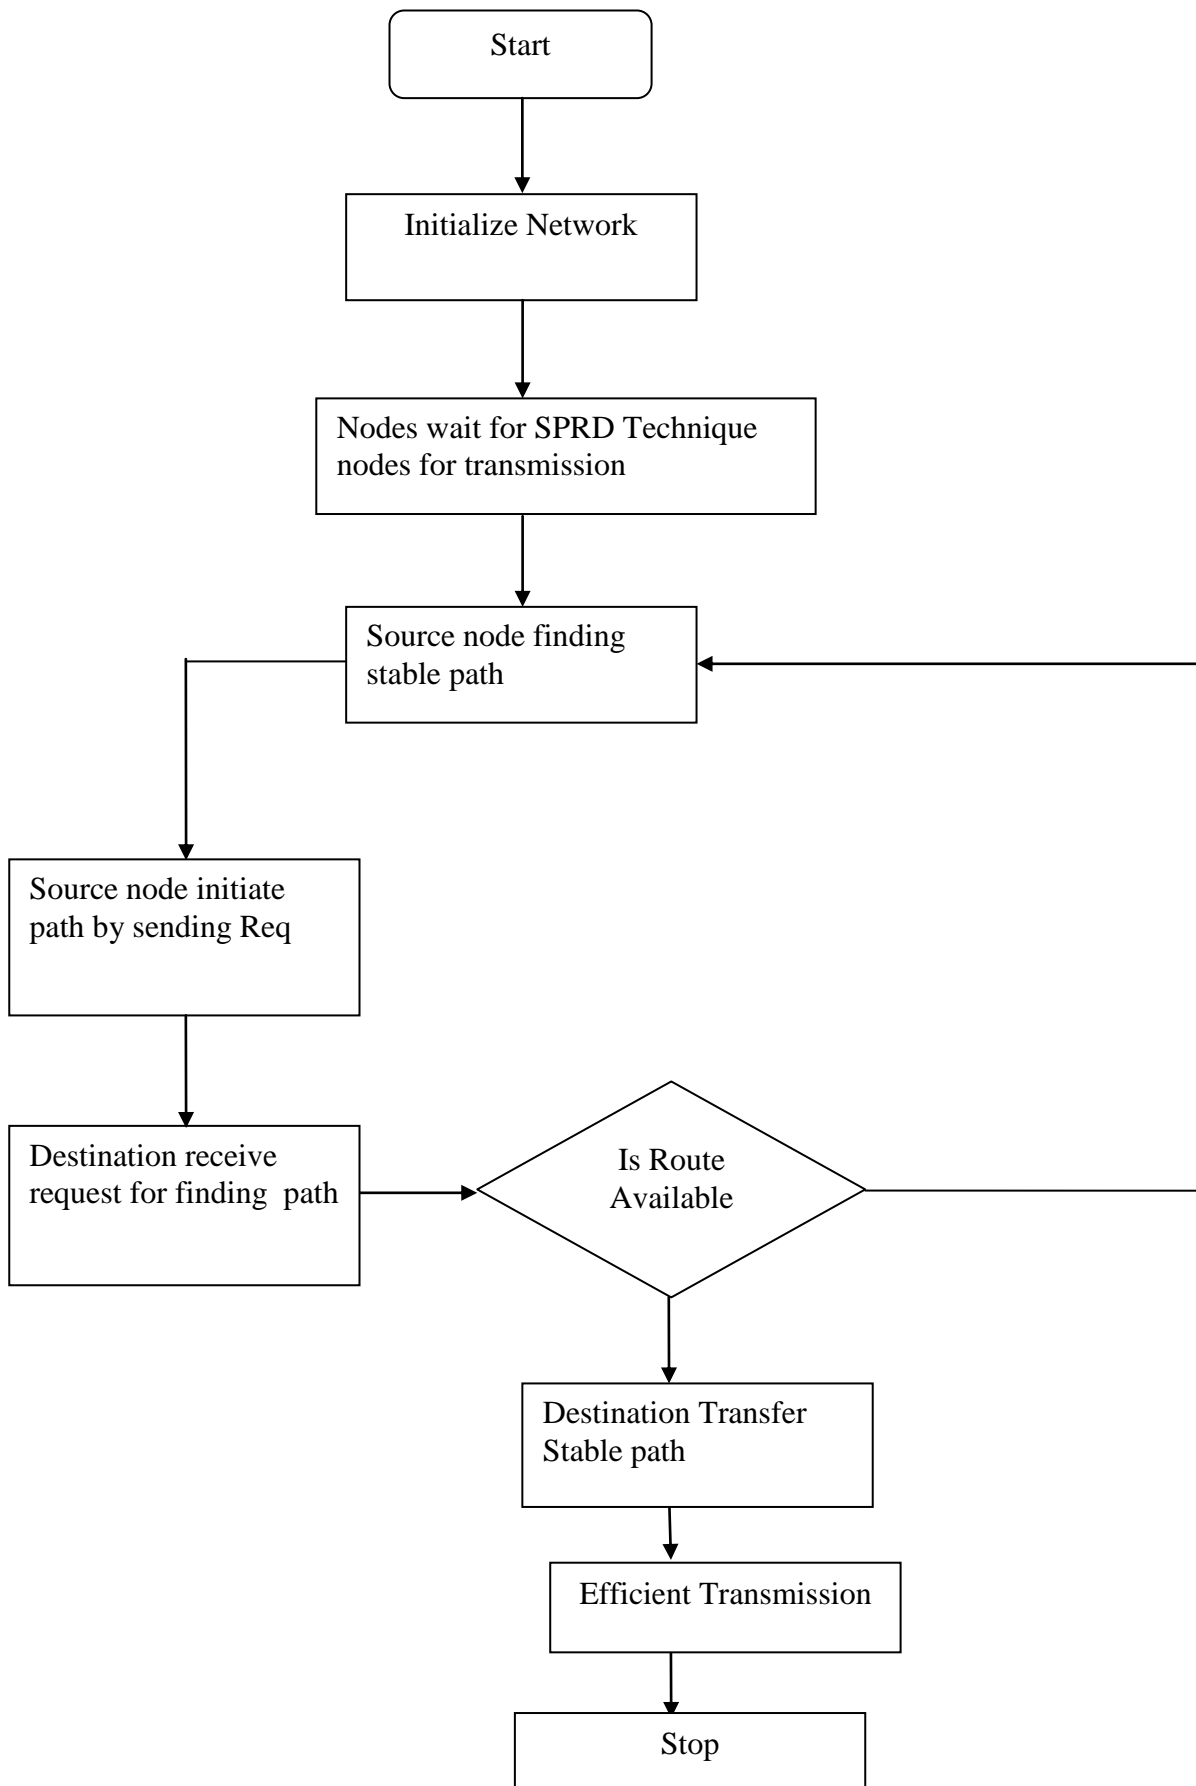 Start
Initialize Network
Nodes wait for SPRD Technique
nodes for transmission
Source node finding
stable path
Source node initiate
path by sending Req
Destination receive
request for finding  path
Is Route
Available
Destination Transfer
Stable path
Efficient Transmission
Stop